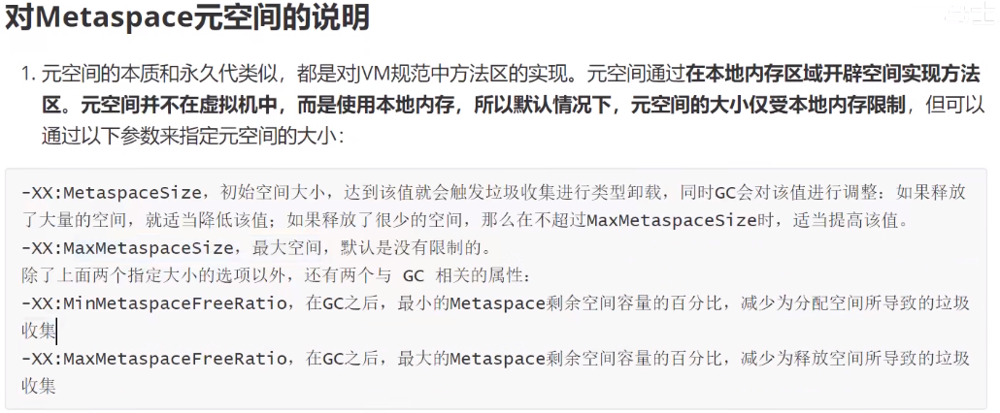 对Metaspace元空间的说明
1. 元空间的本质和永久代类似，都是对JVM规范中方法区的实现。元空间通过在本地内存区域开辟空间实现方法
区。元空间并不在虚拟机中，而是使用本地内存，所以默认情况下，元空间的大小仅受本地内存限制，但可以
通过以下参数来指定元空间的大小：
-XX:MetaspaceSize，初始空间大小，达到该值就会触发垃圾收集进行类型卸载，同时GC会对该值进行调整：如果释放
了大量的空间，就适当降低该值；如果释放了很少的空间，那么在不超过MaxMetaspaceSize时，适当提高该值。
-XX:MaxMetaspaceSize，最大空间，默认是没有限制的。
除了上面两个指定大小的选项以外，还有两个与 GC 相关的属性：
-XX:MinMetaspaceFreeRatio，在GC之后，最小的Metaspace剩余空间容量的百分比，减少为分配空间所导致的垃圾
收集
-XX:MaxMetaspaceFreeRatio，在GC之后，最大的Metaspace剩余空间容量的百分比，减少为释放空间所导致的垃圾
收集